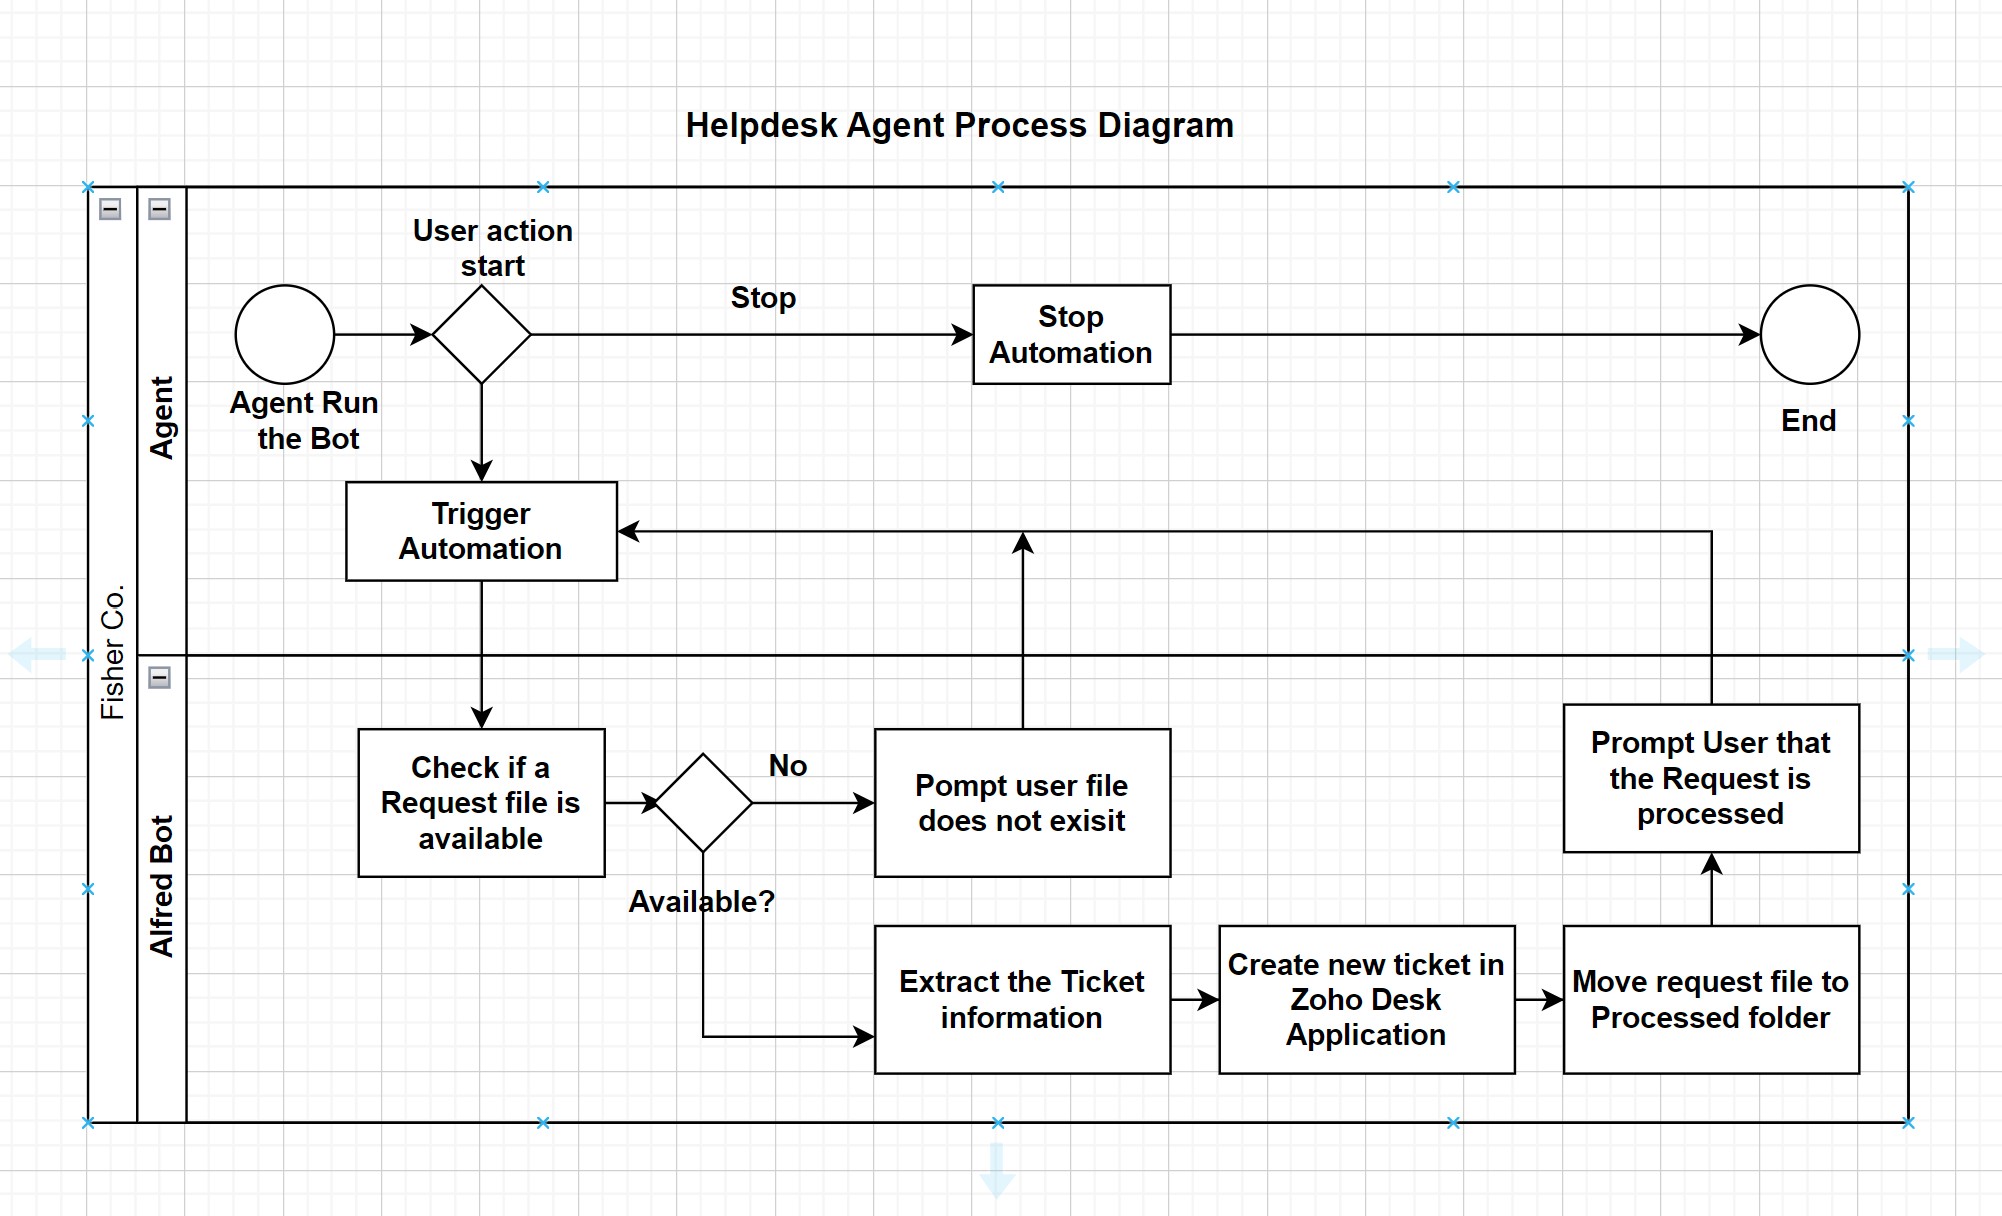 Helpdesk Agent Process Diagram
Fisher Co.
Agent
User action
start
Stop
Stop
Automation
Agent Run
the Bot
End
Trigger
Automation
Alfred Bot
Check if a
Request file is
available
No
Available?
Pompt user file
does not exisit
Prompt User that
the Request is
processed
Extract the Ticket
information
Create new ticket in
Zoho Desk
Application
Move request file to
Processed folder